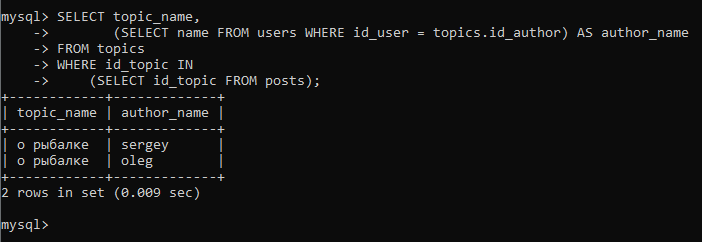 mysql> SELECT topic_name,
    ->        (SELECT name FROM users WHERE id_user = topics.id_author) AS author_name
    -> FROM topics
    -> WHERE id_topic IN
    ->     (SELECT id_topic FROM posts);
+------------+-------------+
| topic_name | author_name |
+------------+-------------+
| о рыбалке  | sergey      |
| о рыбалке  | oleg        |
+------------+-------------+
2 rows in set (0.009 sec)
mysql>